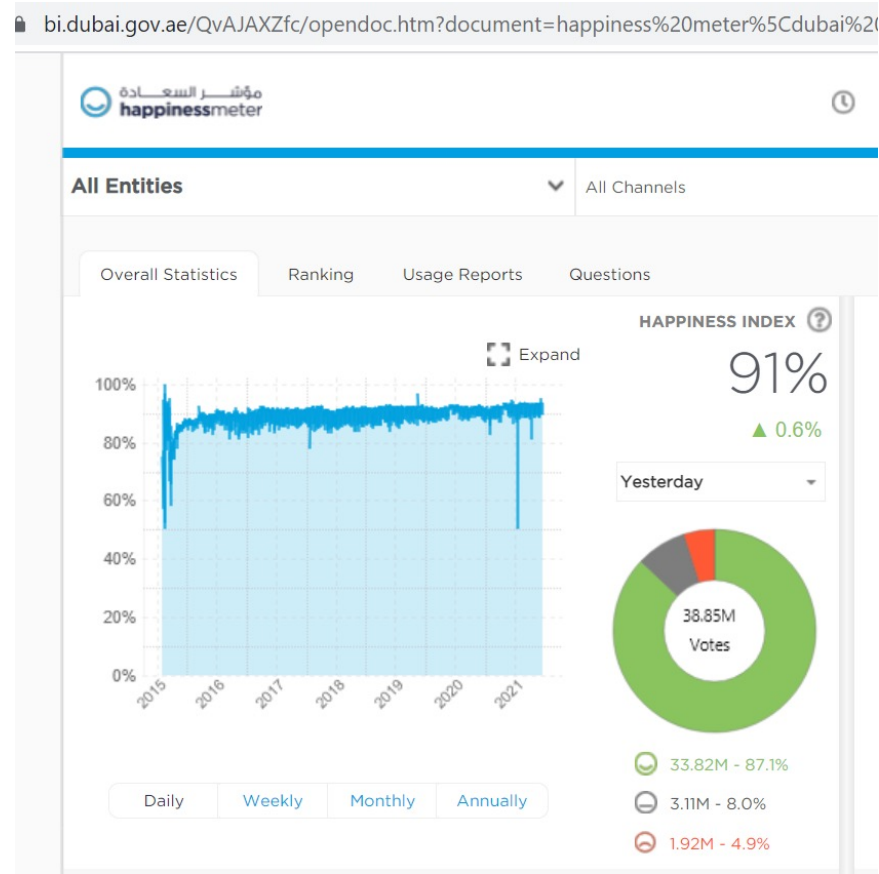 bi.dubai.gov.ae/QvAJAXZfc/opendoc.htm?document=happiness%20meter%5Cdubai%20
مؤشر السعادة
happinessmeter
All Entities
All Channels
Overall Statistics
Ranking
Usage Reports
Questions
HAPPINESS INDEX ?
Expand
91%
▲ 0.6%
Yesterday
100%
80%
60%
40%
20%
0%
2015
2016
2017
2018
2019
2020
2021
38.85M
Votes
33.82M - 87.1%
3.11M - 8.0%
1.92M - 4.9%
Daily
Weekly
Monthly
Annually